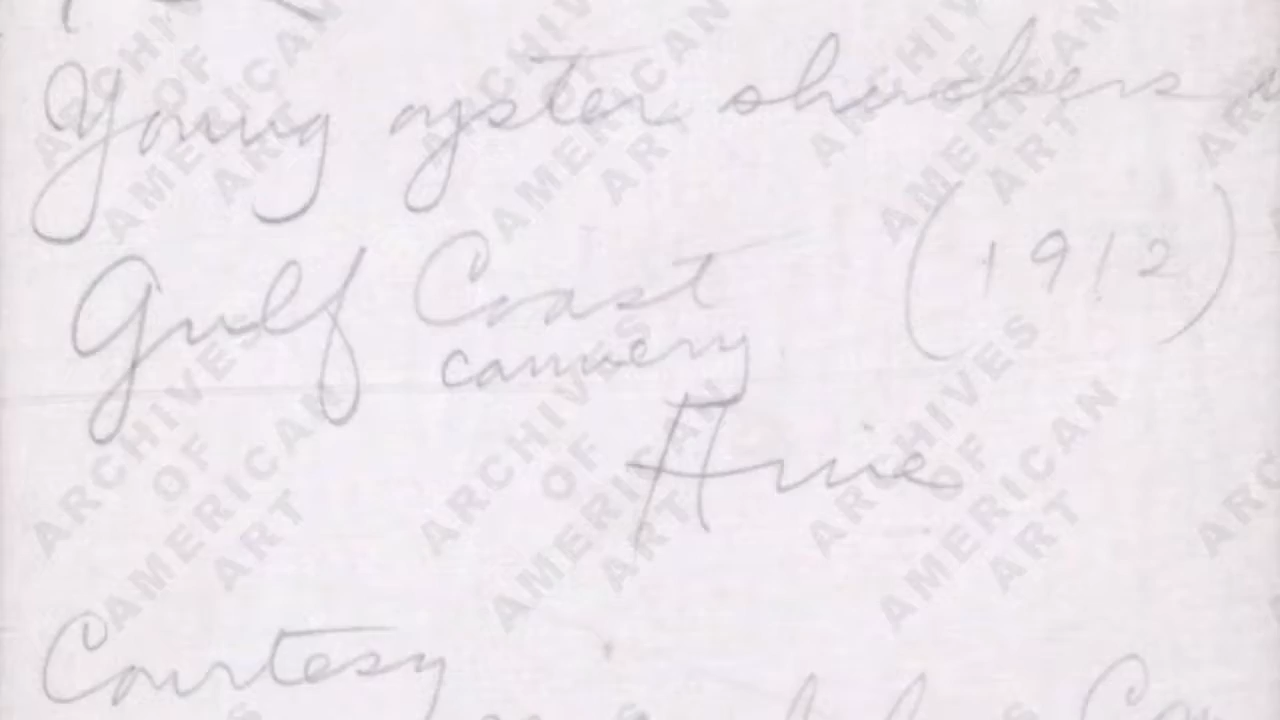 Young oyster shuckers
Gulf Coast (1912)
cannery
Hine
Courtesy